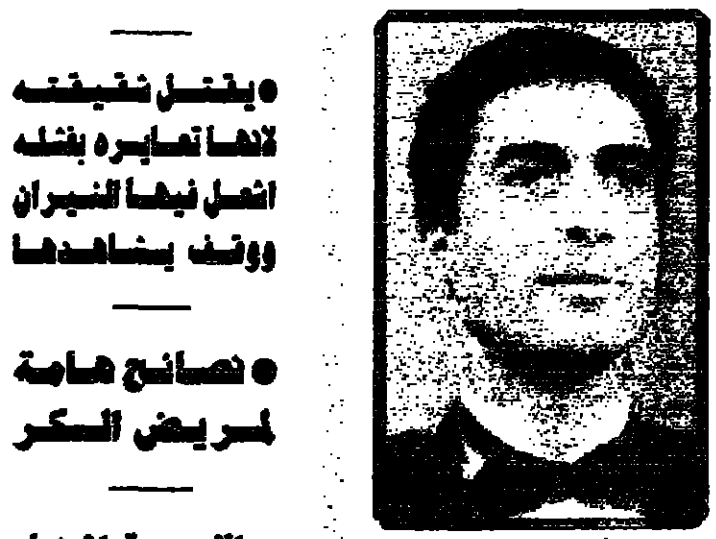 ● يقتل شقيقته
لانها تعايره بفشله
اشعل فيها النيران
ووقف يشاهدها
● نصائح هامة
لمريض السكر